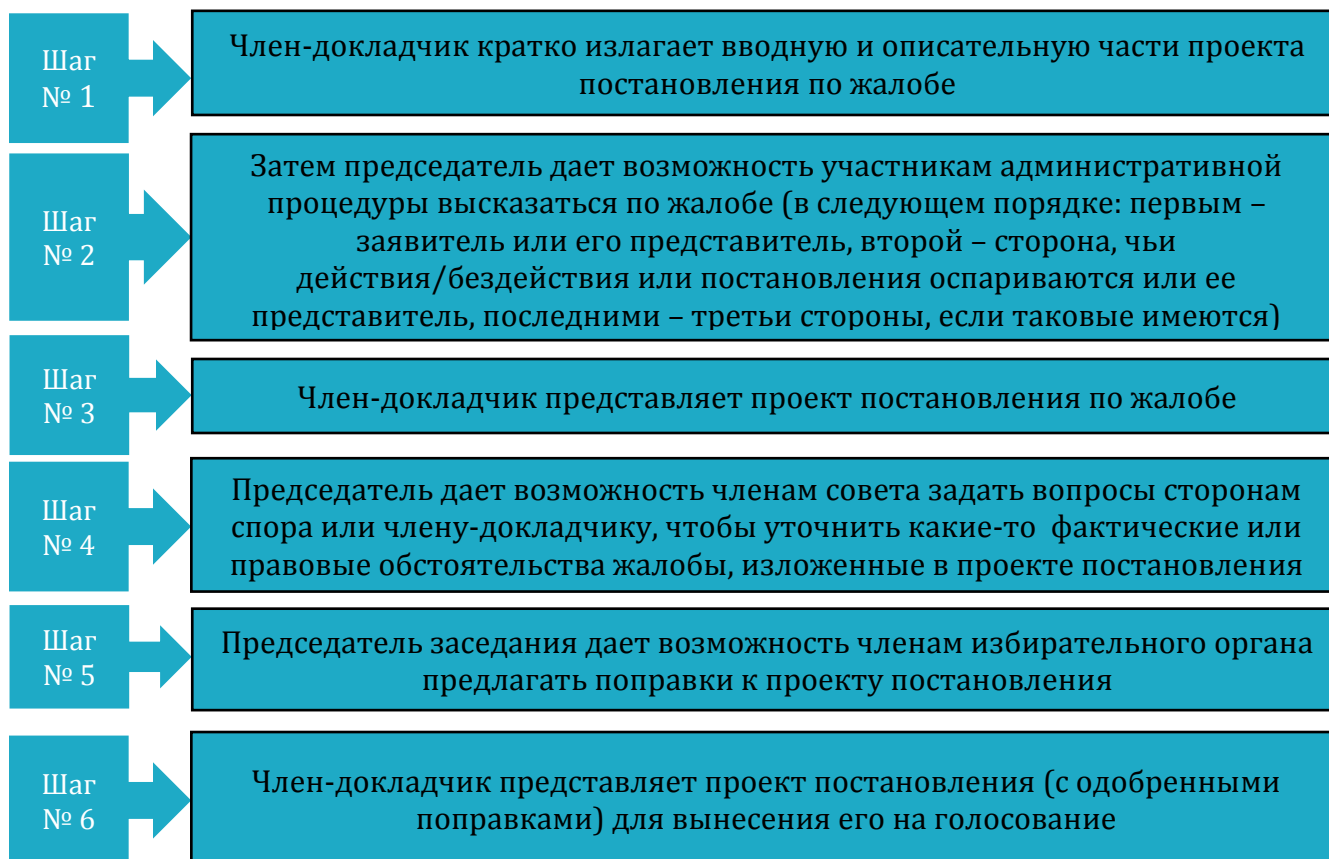 Шаг
№ 1
Член-докладчик кратко излагает вводную и описательную части проекта
постановления по жалобе
Шаг
№ 2
Затем председатель дает возможность участникам административной
процедуры высказаться по жалобе (в следующем порядке: первым –
заявитель или его представитель, второй – сторона, чьи
действия/бездействия или постановления оспариваются или ее
представитель, последними – третьи стороны, если таковые имеются)
Шаг
№ 3
Член-докладчик представляет проект постановления по жалобе
Шаг
№ 4
Председатель дает возможность членам совета задать вопросы сторонам
спора или члену-докладчику, чтобы уточнить какие-то фактические или
правовые обстоятельства жалобы, изложенные в проекте постановления
Шаг
№ 5
Председатель заседания дает возможность членам избирательного органа
предлагать поправки к проекту постановления
Шаг
№ 6
Член-докладчик представляет проект постановления (с одобренными
поправками) для вынесения его на голосование